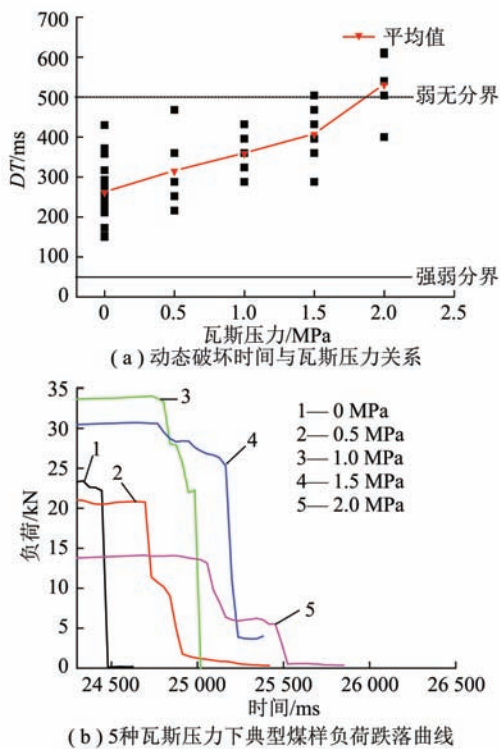 700
600
500
400
300
200
100
0
DT/ms
平均值
弱无分界
强弱分界
0 0.5 1.0 1.5 2.0 2.5
瓦斯压力/MPa
(a)动态破坏时间与瓦斯压力关系
35
30
25
20
15
10
5
0
负荷/kN
1
2
3
4
5
1— 0 MPa
2— 0.5 MPa
3— 1.0 MPa
4— 1.5 MPa
5— 2.0 MPa
24 500 25 000 25 500 26 000 26 500
时间/ms
(b)5种瓦斯压力下典型煤样负荷跌落曲线